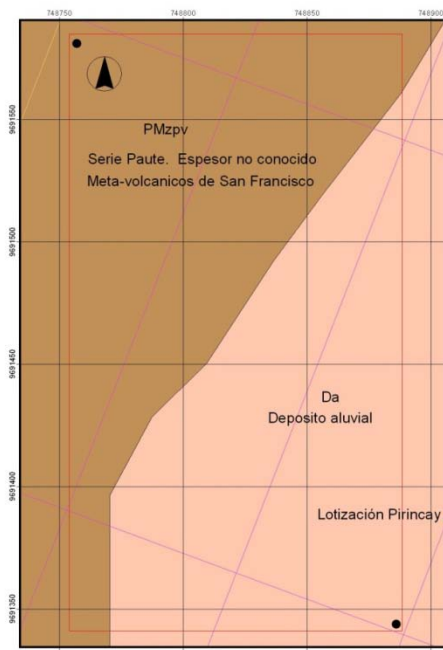 748750 748800 748850 748900
9691550
PMzpv
Serie Paute. Espesor no conocido
Meta-volcanicos de San Francisco
9691500
9691450
Da
Deposito aluvial
9691400
Lotización Pirincay
9691350